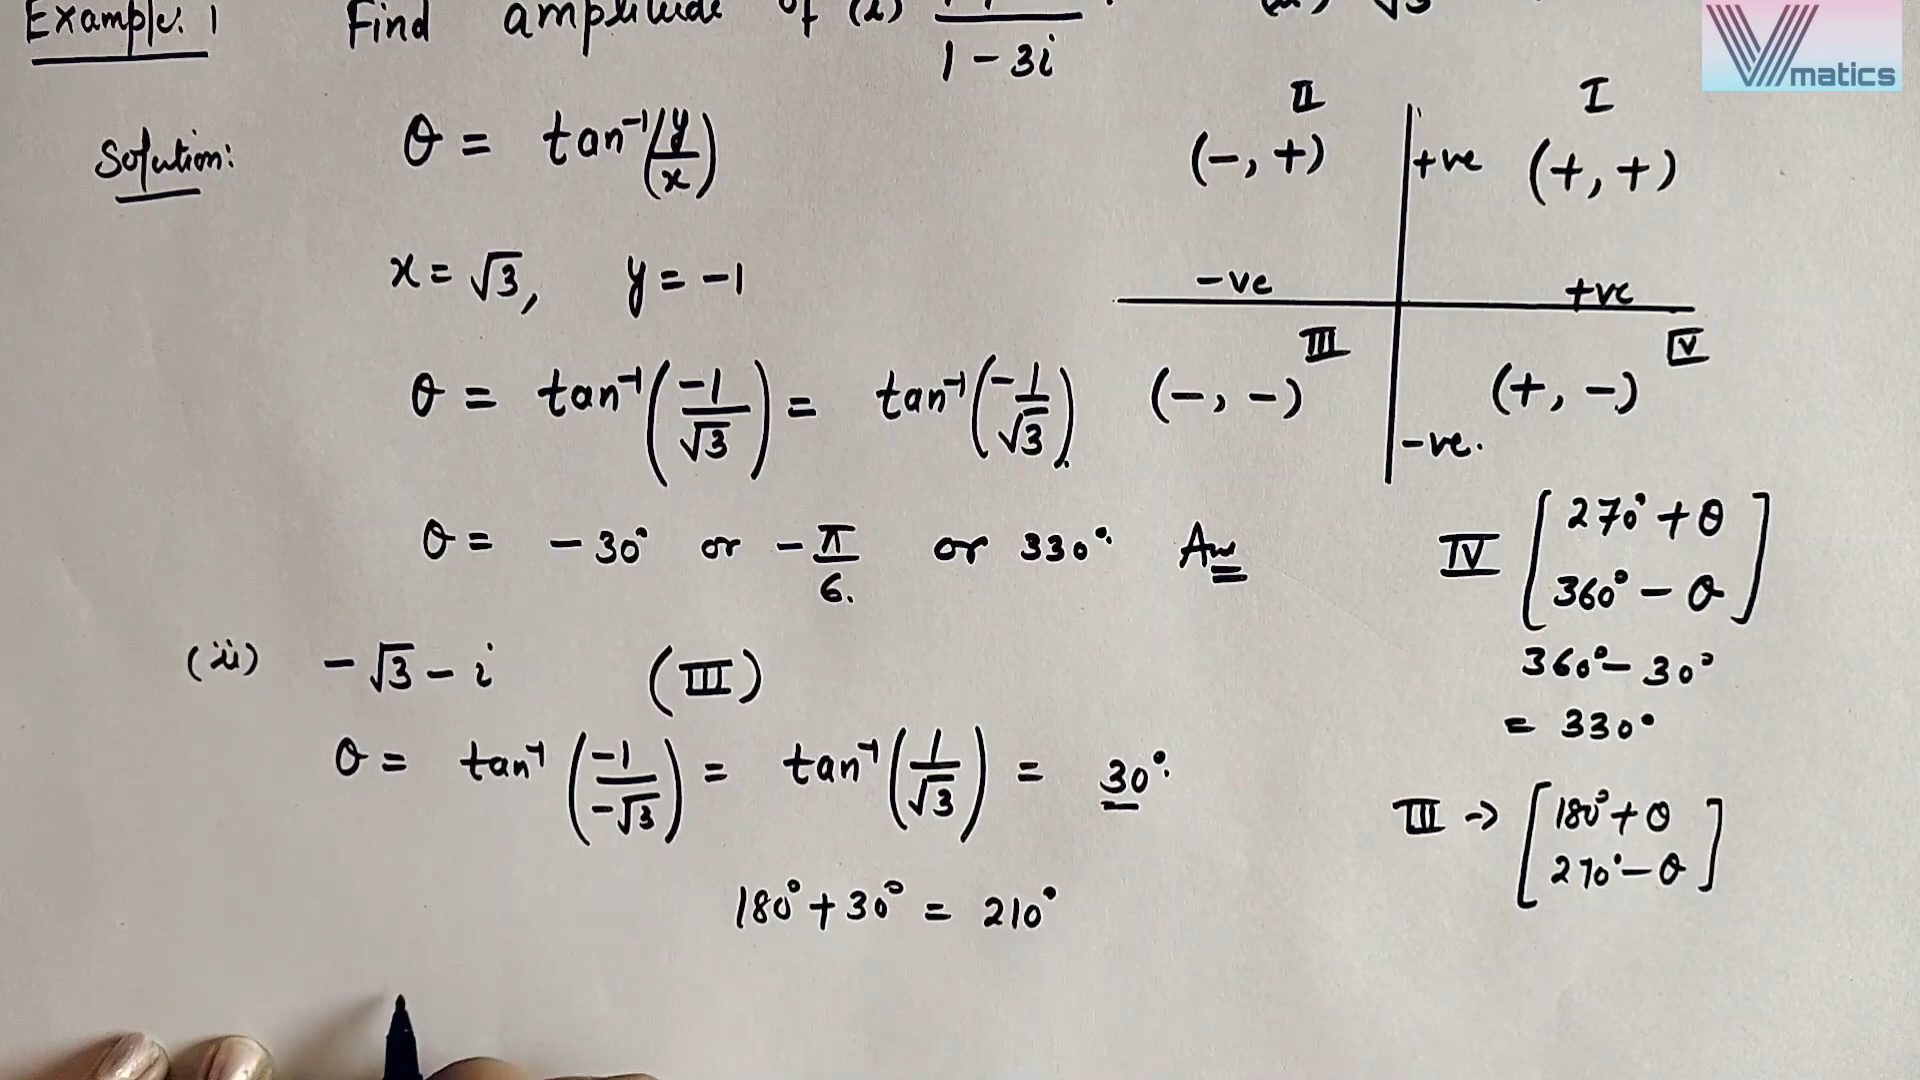 Example: 1 Find amplitude of (i) 1 - 3i (ii) √3
Vmatics
Solution: θ = tan⁻¹(y/x)
II I
(-, +) +ve (+, +)
x = √3, y = -1
-ve +ve
III IV
θ = tan⁻¹(-1/√3) = tan⁻¹(-1/√3)
(-, -) (+, -)
-ve.
θ = -30° or -π/6. or 330° Ans
IV [270° + θ
360° - θ]
360° - 30°
= 330°
(ii) -√3 - i (III)
θ = tan⁻¹(-1/-√3) = tan⁻¹(1/√3) = 30°
III → [180° + θ
270° - θ]
180° + 30° = 210°